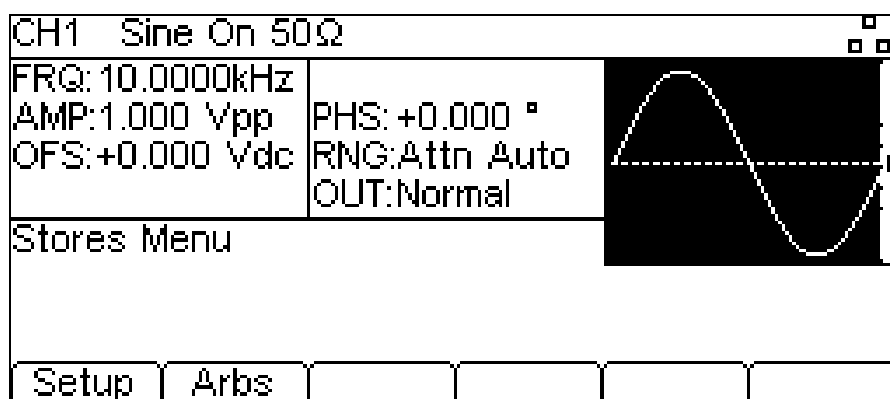 CH1 Sine On 50Ω
FRQ:10.0000kHz
AMP:1.000 Vpp
OFS:+0.000 Vdc
PHS:+0.000 °
RNG:Attn Auto
OUT:Normal
Stores Menu
Setup
Arbs